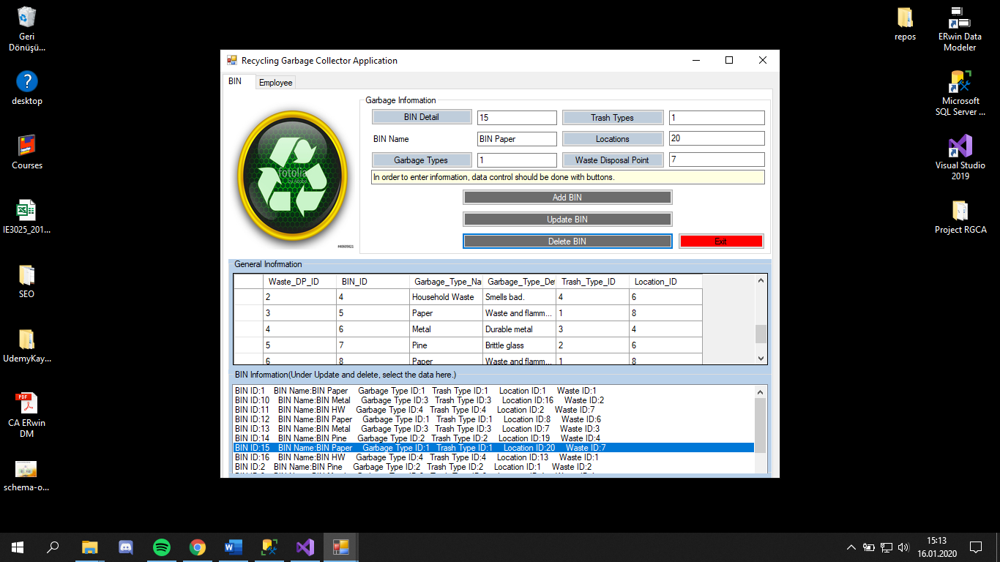 Geri
Dönüşü...
desktop
Courses
IE3025_201...
SEO
UdemyKay...
PDF
CA ERwin
DM
schema-o...
repos
ERwin Data
Modeler
Microsoft
SQL Server ...
Visual Studio
2019
Project RGCA
Recycling Garbage Collector Application
BIN Employee
fotolia
#40609821
Garbage Information
BIN Detail 15 Trash Types 1
BIN Name BIN Paper Locations 20
Garbage Types 1 Waste Disposal Point 7
In order to enter infomation, data control should be done with buttons.
Add BIN
Update BIN
Delete BIN Exit
General Inofrmation
Waste_DP_ID BIN_ID Garbage_Type_Na Garbage_Type_De Trash_Type_ID Location_ID
2 4 Household Waste Smells bad. 4 6
3 5 Paper Waste and flamm... 1 8
4 6 Metal Durable metal 3 4
5 7 Pine Brittle glass 2 6
6 8 Paper Waste and flamm... 1 8
BIN Information(Under Update and delete, select the data here.)
BIN ID:1 BIN Name:BIN Paper Garbage Type ID:1 Trash Type ID:1 Location ID:1 Waste ID:1
BIN ID:10 BIN Name:BIN Metal Garbage Type ID:3 Trash Type ID:3 Location ID:16 Waste ID:2
BIN ID:11 BIN Name:BIN HW Garbage Type ID:4 Trash Type ID:4 Location ID:2 Waste ID:7
BIN ID:12 BIN Name:BIN Paper Garbage Type ID:1 Trash Type ID:1 Location ID:8 Waste ID:6
BIN ID:13 BIN Name:BIN Metal Garbage Type ID:3 Trash Type ID:3 Location ID:7 Waste ID:3
BIN ID:14 BIN Name:BIN Pine Garbage Type ID:2 Trash Type ID:2 Location ID:19 Waste ID:4
BIN ID:15 BIN Name:BIN Paper Garbage Type ID:1 Trash Type ID:1 Location ID:20 Waste ID:7
BIN ID:16 BIN Name:BIN HW Garbage Type ID:4 Trash Type ID:4 Location ID:13 Waste ID:1
BIN ID:2 BIN Name:BIN Pine Garbage Type ID:2 Trash Type ID:2 Location ID:1 Waste ID:2
15:13
16.01.2020